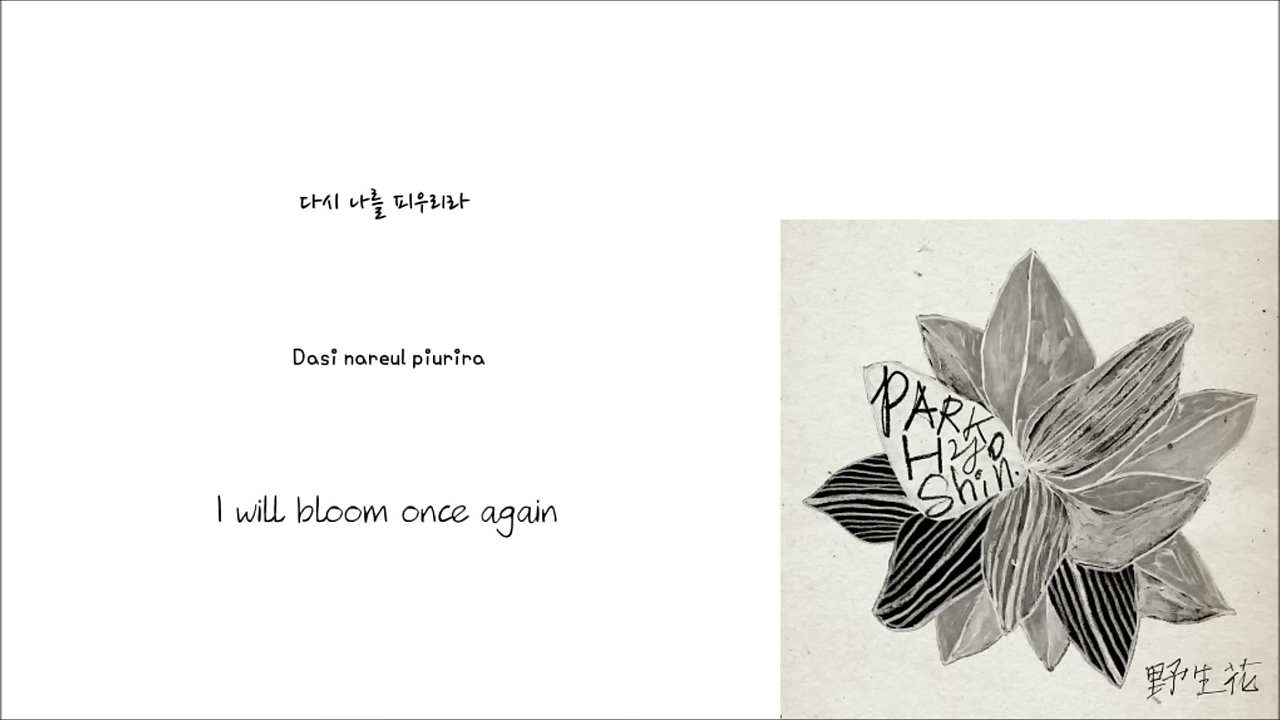 다시 나를 피우리라
Dasi nareul piurira
I will bloom once again
PARK
Hyo
Shin.
野生花